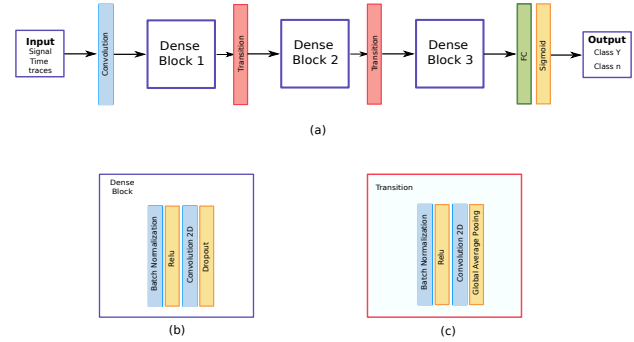 Input
Signal
Time
traces
Convolution
Dense
Block 1
Transition
Dense
Block 2
Transition
Dense
Block 3
FC
Sigmoid
Output
Class Y
Class n
(a)
Dense
Block
Batch Normalization
Relu
Convolution 2D
Dropout
(b)
Transition
Batch Normalization
Relu
Convolution 2D
Global Average Pooing
(c)